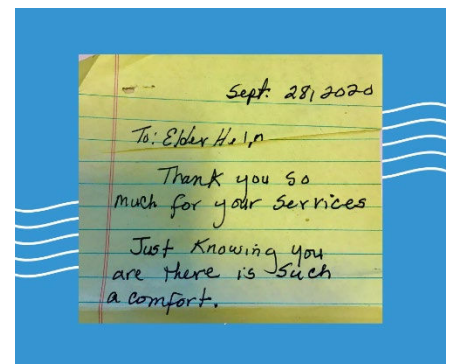 Sept. 28, 2020
To: Elder Help
Thank you so
much for your services
Just Knowing you
are there is such
a comfort.